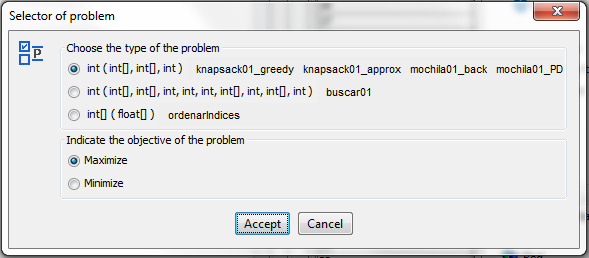 Selector of problem
P
Choose the type of the problem
int ( int[], int[], int ) knapsack01_greedy knapsack01_approx mochila01_back mochila01_PD
int ( int[], int[], int, int, int, int[], int, int[], int ) buscar01
int[] ( float[] ) ordenarIndices
Indicate the objective of the problem
Maximize
Minimize
Accept Cancel